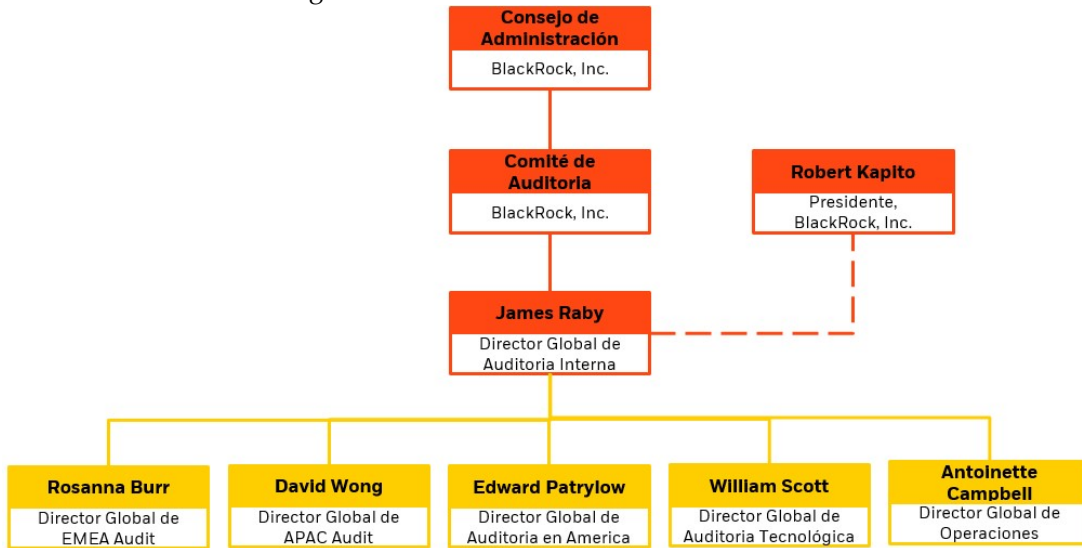 Consejo de
Administración
BlackRock, Inc.
Comité de
Auditoria
BlackRock, Inc.
Robert Kapito
Presidente,
BlackRock, Inc.
James Raby
Director Global de
Auditoria Interna
Rosanna Burr
Director Global de
EMEA Audit
David Wong
Director Global de
APAC Audit
Edward Patrylow
Director Global de
Auditoria en America
William Scott
Director Global de
Auditoria Tecnológica
Antoinette
Campbell
Director Global de
Operaciones